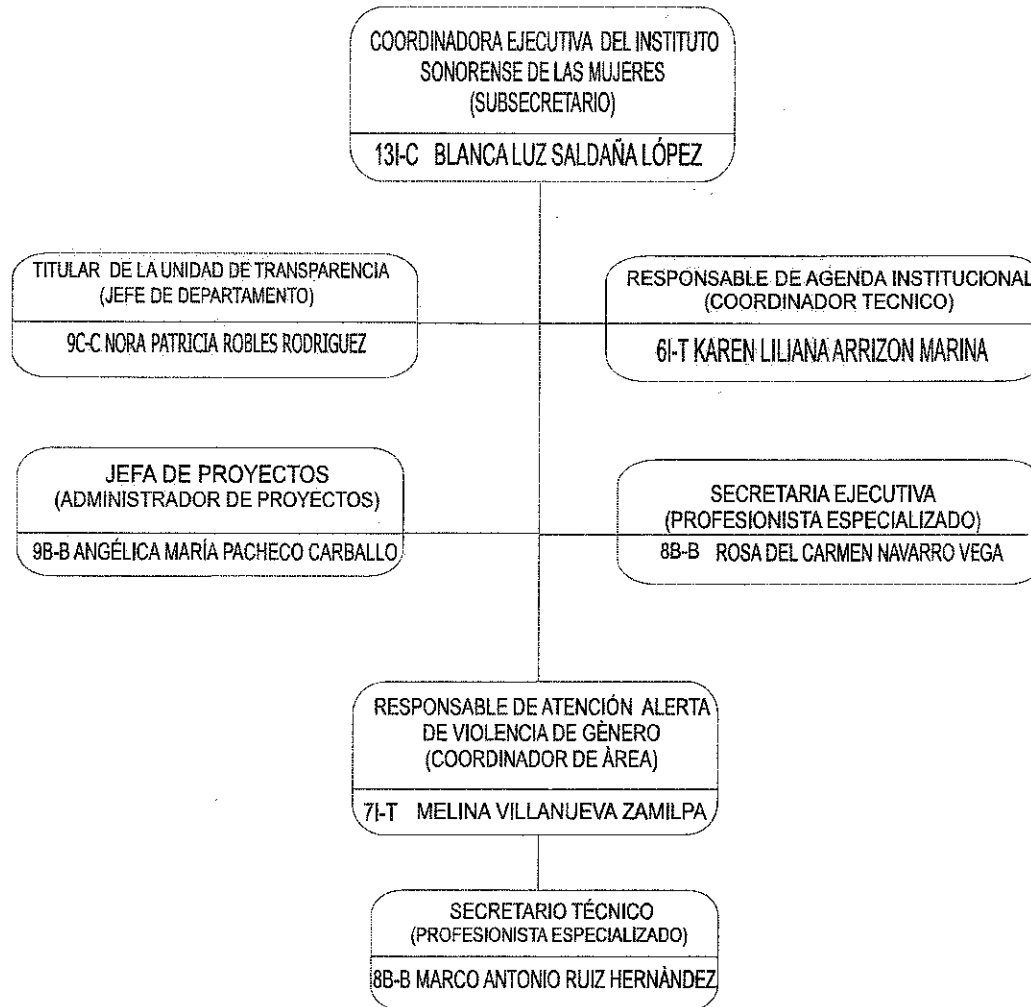 COORDINADORA EJECUTIVA DEL INSTITUTO
SONORENSE DE LAS MUJERES
(SUBSECRETARIO)
13I-C BLANCA LUZ SALDAÑA LÓPEZ
TITULAR DE LA UNIDAD DE TRANSPARENCIA
(JEFE DE DEPARTAMENTO)
9C-C NORA PATRICIA ROBLES RODRIGUEZ
RESPONSABLE DE AGENDA INSTITUCIONAL
(COORDINADOR TECNICO)
6I-T KAREN LILIANA ARRIZON MARINA
JEFA DE PROYECTOS
(ADMINISTRADOR DE PROYECTOS)
9B-B ANGÉLICA MARÍA PACHECO CARBALLO
SECRETARIA EJECUTIVA
(PROFESIONISTA ESPECIALIZADO)
8B-B ROSA DEL CARMEN NAVARRO VEGA
RESPONSABLE DE ATENCIÓN ALERTA
DE VIOLENCIA DE GÈNERO
(COORDINADOR DE ÀREA)
7I-T MELINA VILLANUEVA ZAMILPA
SECRETARIO TÉCNICO
(PROFESIONISTA ESPECIALIZADO)
8B-B MARCO ANTONIO RUIZ HERNÀNDEZ